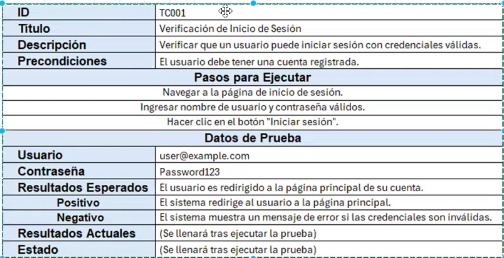 ID TC001
Titulo Verificación de Inicio de Sesión
Descripción Verificar que un usuario puede iniciar sesión con credenciales válidas.
Precondiciones El usuario debe tener una cuenta registrada.
Pasos para Ejecutar
Navegar a la página de inicio de sesión.
Ingresar nombre de usuario y contraseña válidos.
Hacer clic en el botón "Iniciar sesión".
Datos de Prueba
Usuario user@example.com
Contraseña Password123
Resultados Esperados El usuario es redirigido a la página principal de su cuenta.
Positivo El sistema redirige al usuario a la página principal.
Negativo El sistema muestra un mensaje de error si las credenciales son inválidas.
Resultados Actuales (Se llenará tras ejecutar la prueba)
Estado (Se llenará tras ejecutar la prueba)